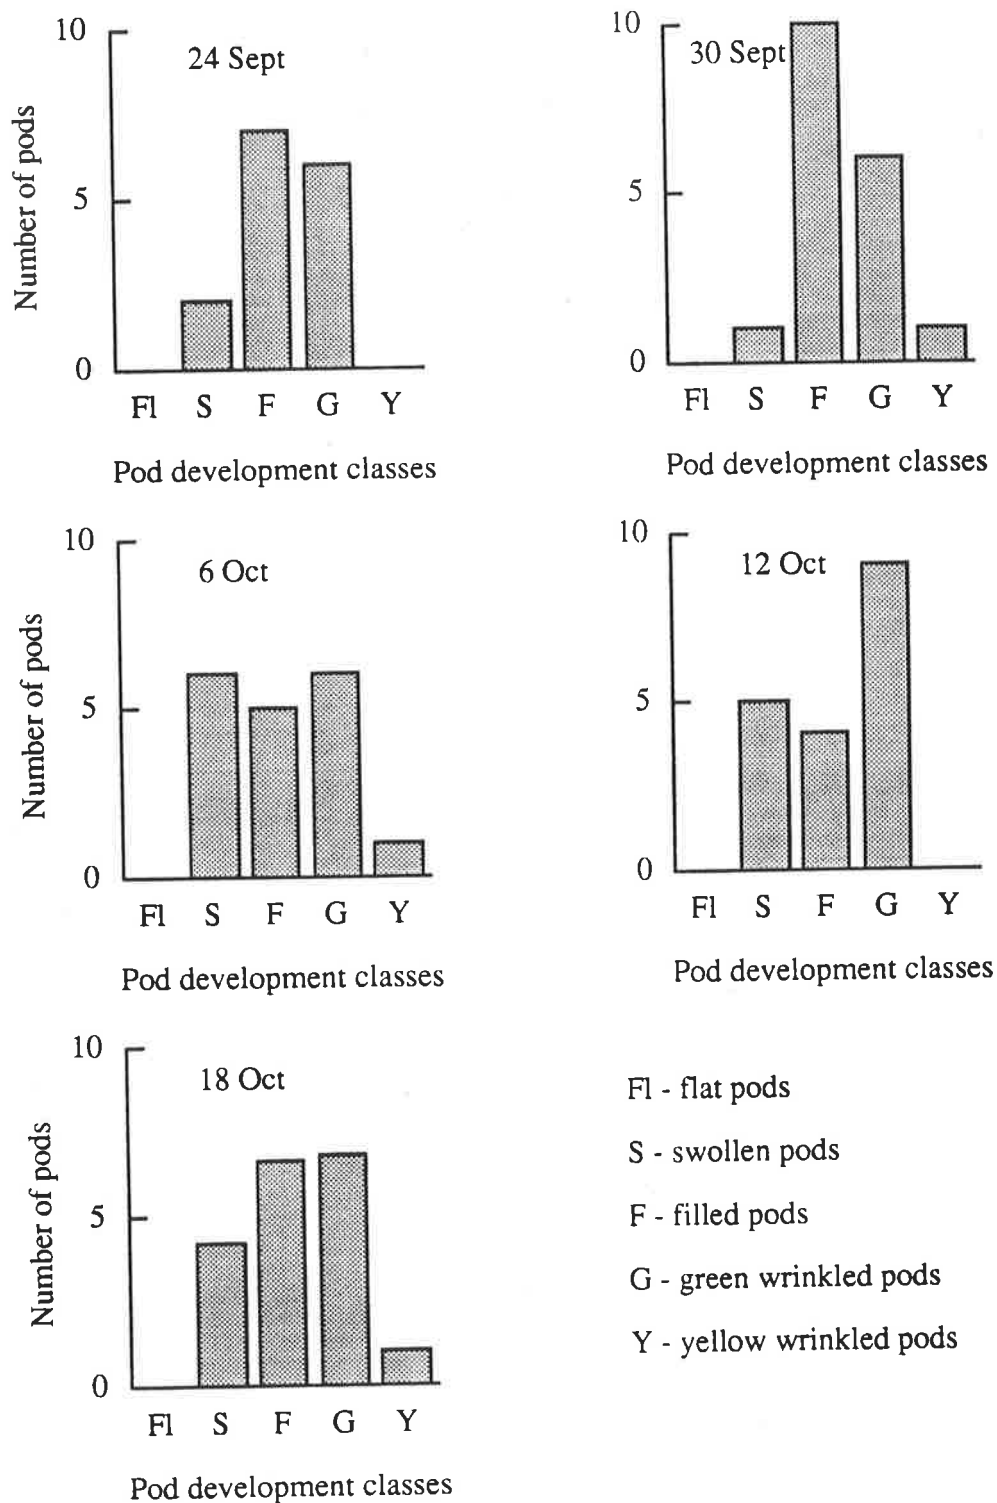 10
24 Sept
5
0
Number of pods
Fl S F G Y
Pod development classes
10
30 Sept
5
0
Fl S F G Y
Pod development classes
10
6 Oct
5
0
Number of pods
Fl S F G Y
Pod development classes
10
12 Oct
5
0
Fl S F G Y
Pod development classes
10
18 Oct
5
0
Number of pods
Fl S F G Y
Pod development classes
Fl - flat pods
S - swollen pods
F - filled pods
G - green wrinkled pods
Y - yellow wrinkled pods